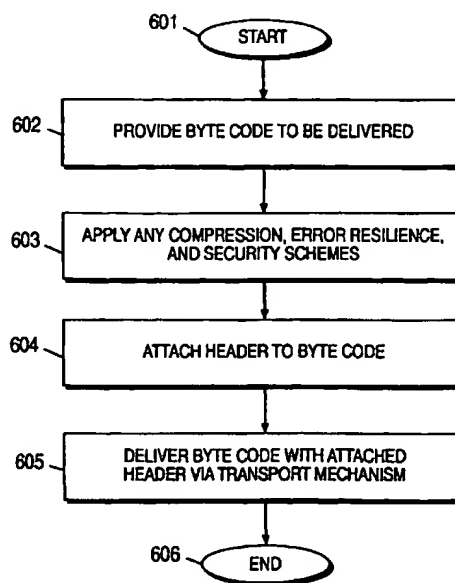 601
START
602
PROVIDE BYTE CODE TO BE DELIVERED
603
APPLY ANY COMPRESSION, ERROR RESILIENCE,
AND SECURITY SCHEMES
604
ATTACH HEADER TO BYTE CODE
605
DELIVER BYTE CODE WITH ATTACHED
HEADER VIA TRANSPORT MECHANISM
606
END